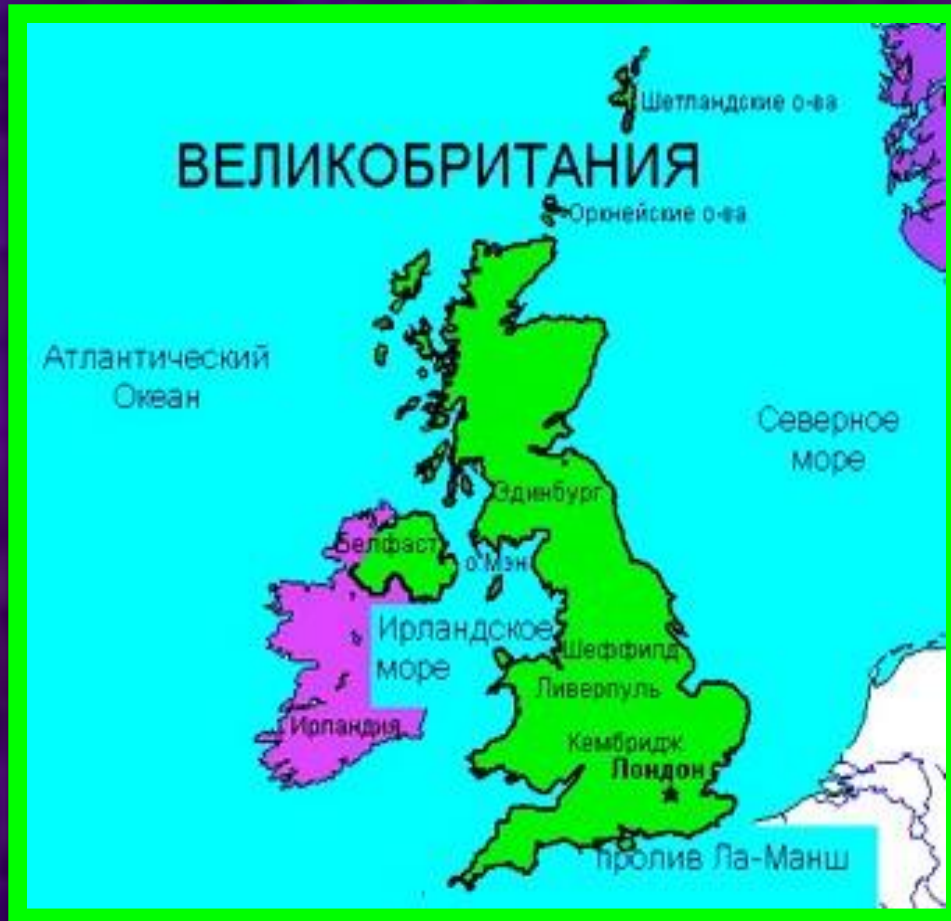 Шетландские о-ва
ВЕЛИКОБРИТАНИЯ
Оркнейские о-ва
Атлантический
Океан
Северное
море
Эдинбург
Белфаст
о Мэн
Ирландское
море
Шеффилд
Ливерпуль
Ирландия
Кембридж
Лондон
пролив Ла-Манш